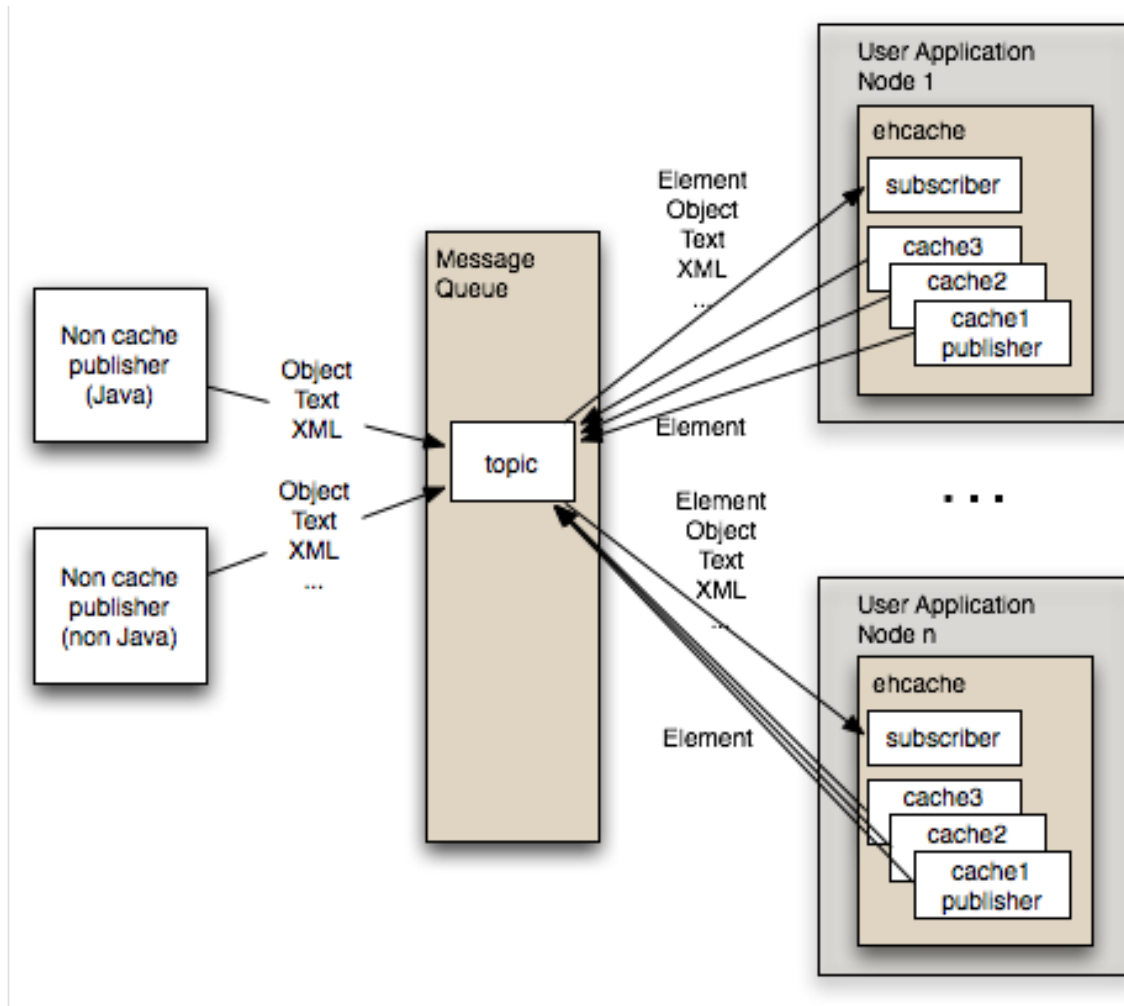 Non cache
publisher
(Java)
Non cache
publisher
(non Java)
Object
Text
XML
Object
Text
XML
...
Message
Queue
topic
Element
Object
Text
XML
...
Element
Element
Object
Text
XML
...
Element
User Application
Node 1
ehcache
subscriber
cache3
cache2
cache1
publisher
...
User Application
Node n
ehcache
subscriber
cache3
cache2
cache1
publisher